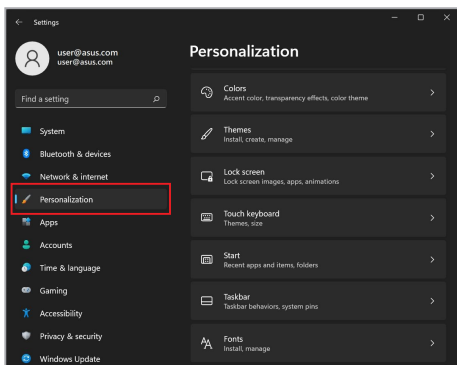 Settings
user@asus.com
user@asus.com
Find a setting
System
Bluetooth & devices
Network & internet
Personalization
Apps
Accounts
Time & language
Gaming
Accessibility
Privacy & security
Windows Update
Personalization
Colors
Accent color, transparency effects, color theme
Themes
Install, create, manage
Lock screen
Lock screen images, apps, animations
Touch keyboard
Themes, size
Start
Recent apps and items, folders
Taskbar
Taskbar behaviors, system pins
Fonts
Install, manage